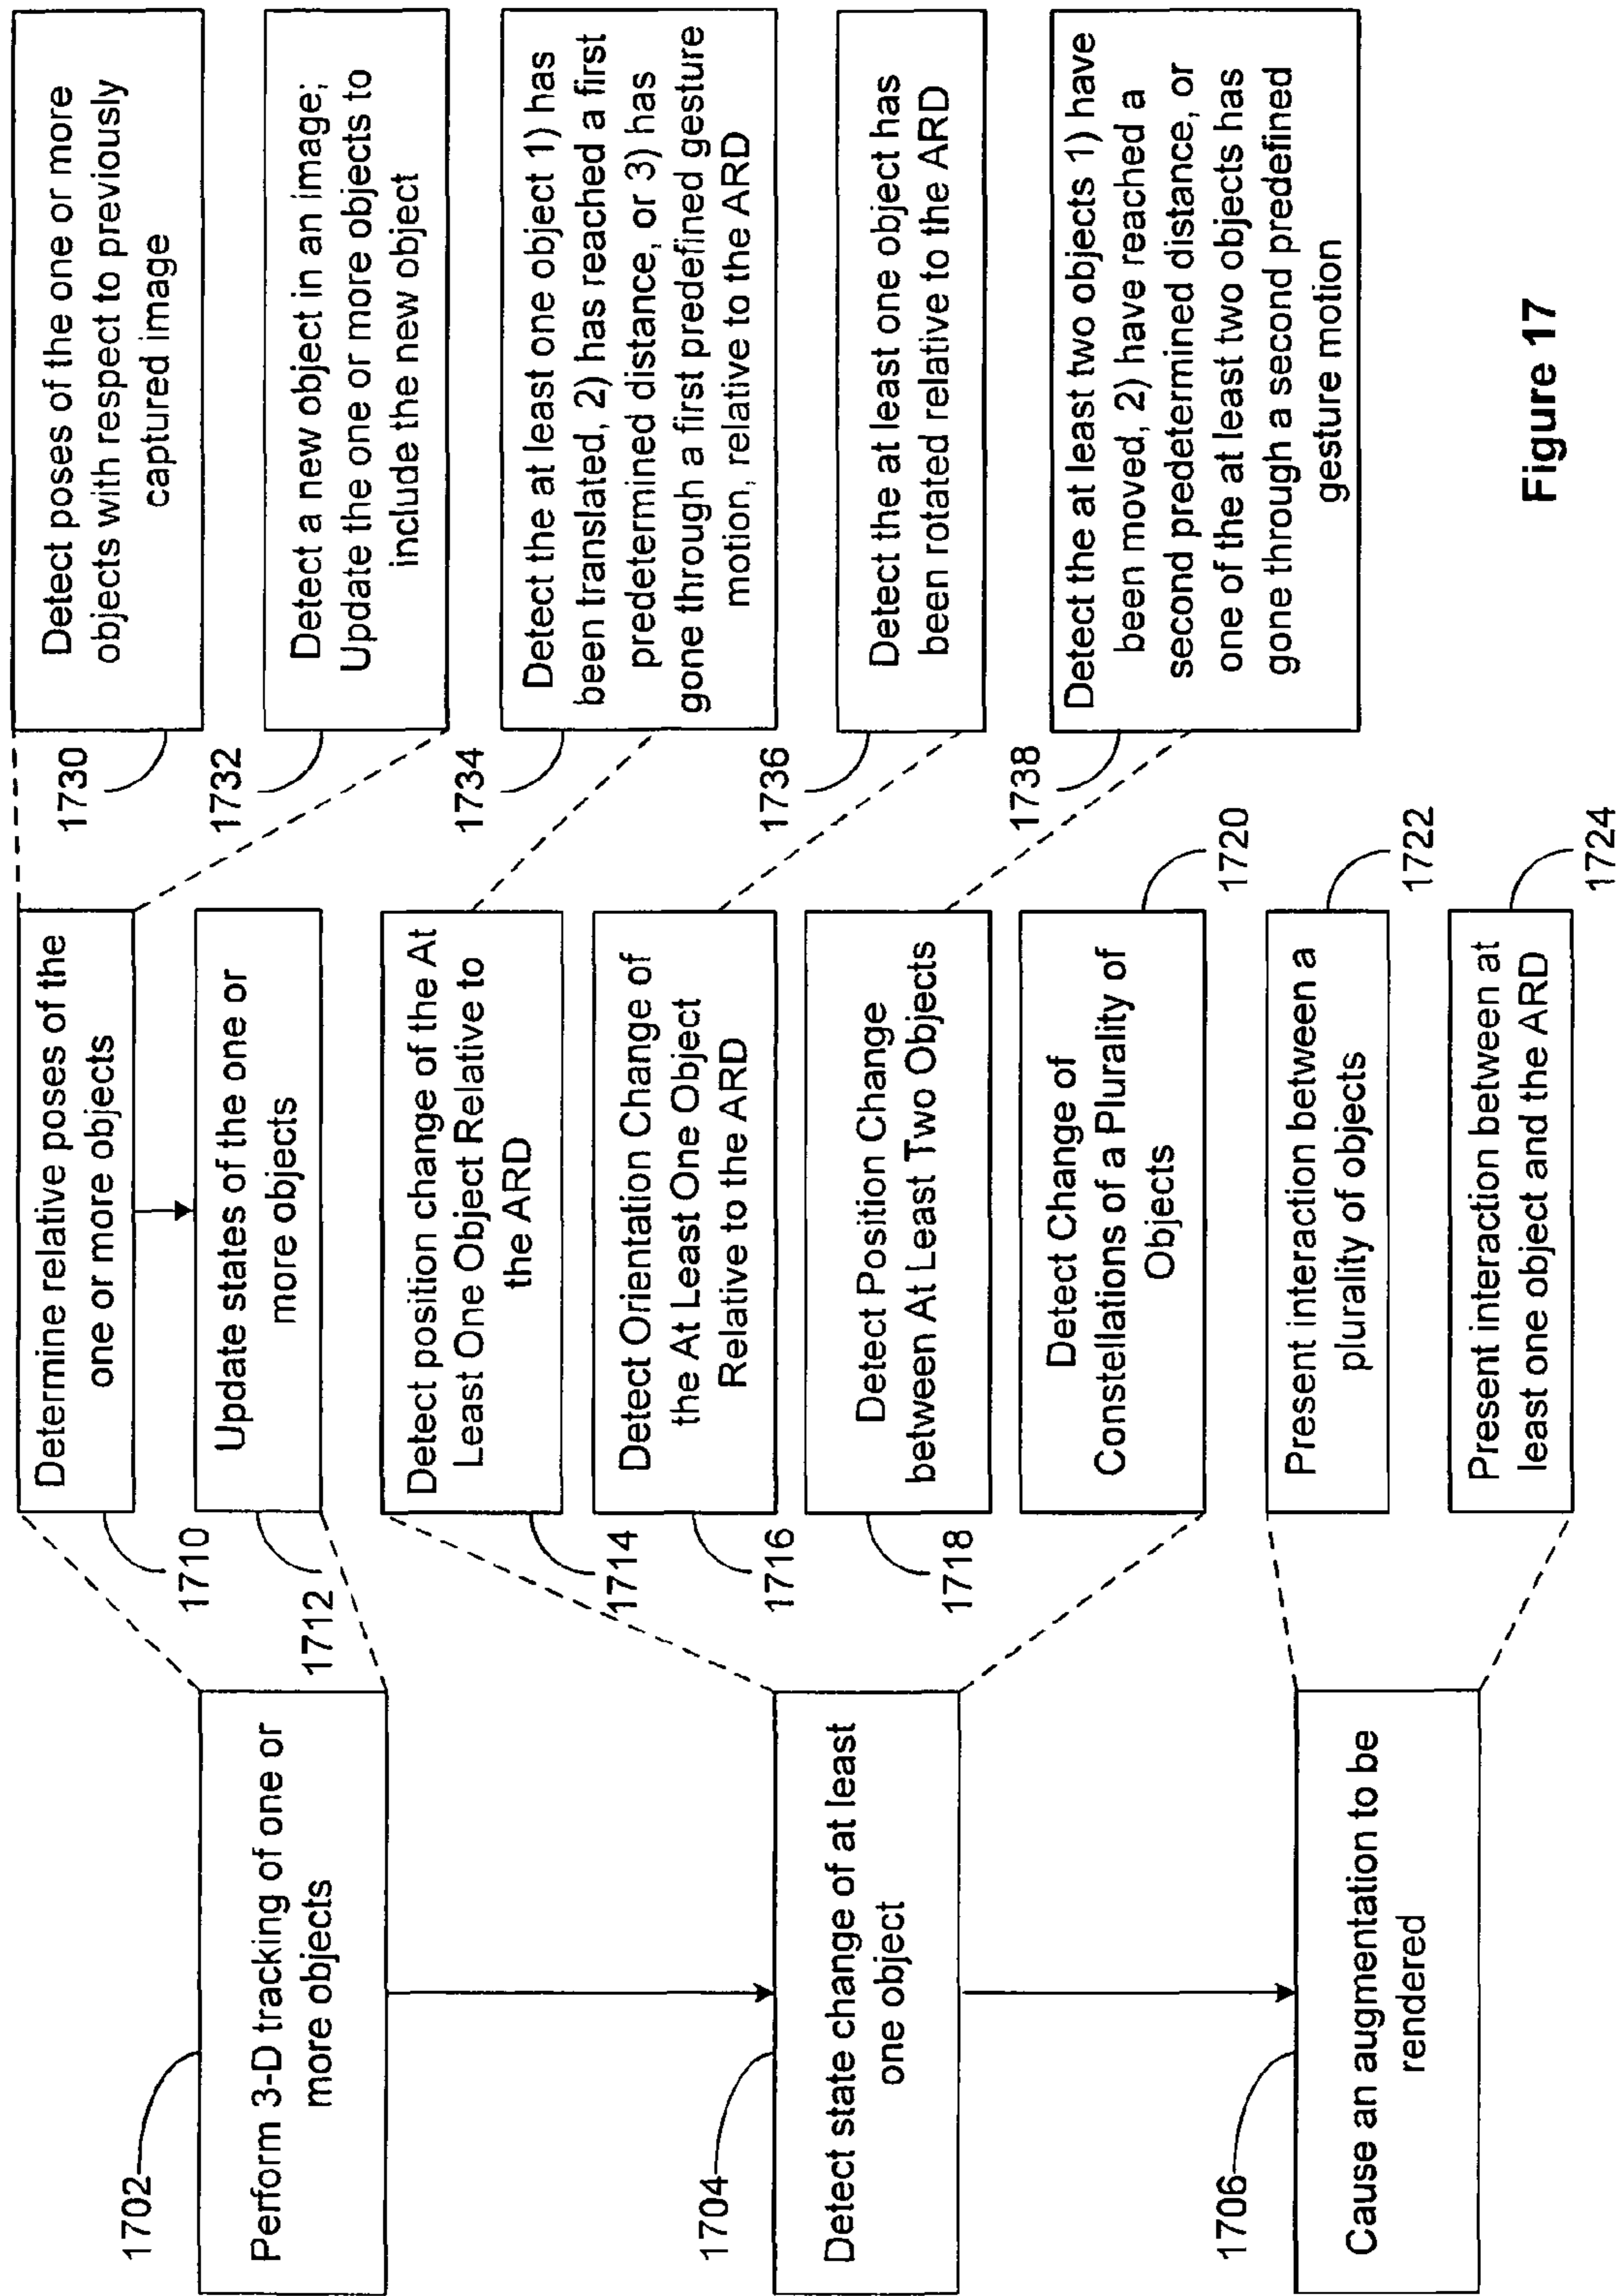 1702
Perform 3-D tracking of one or
more objects
1704
Detect state change of at least
one object
1706
Cause an augmentation to be
rendered
Determine relative poses of the
one or more objects
1710
Update states of the one or
more objects
1712
Detect position change of the At
Least One Object Relative to
the ARD
1714
Detect Orientation Change of
the At Least One Object
Relative to the ARD
1716
Detect Position Change
between At Least Two Objects
1718
Detect Change of
Constellations of a Plurality of
Objects
1720
Present interaction between a
plurality of objects
1722
Present interaction between at
least one object and the ARD
1724
1730
Detect poses of the one or more
objects with respect to previously
captured image
1732
Detect a new object in an image;
Update the one or more objects to
include the new object
1734
Detect the at least one object 1) has
been translated, 2) has reached a first
predetermined distance, or 3) has
gone through a first predefined gesture
motion, relative to the ARD
1736
Detect the at least one object has
been rotated relative to the ARD
1738
Detect the at least two objects 1) have
been moved, 2) have reached a
second predetermined distance, or
one of the at least two objects has
gone through a second predefined
gesture motion
Figure 17